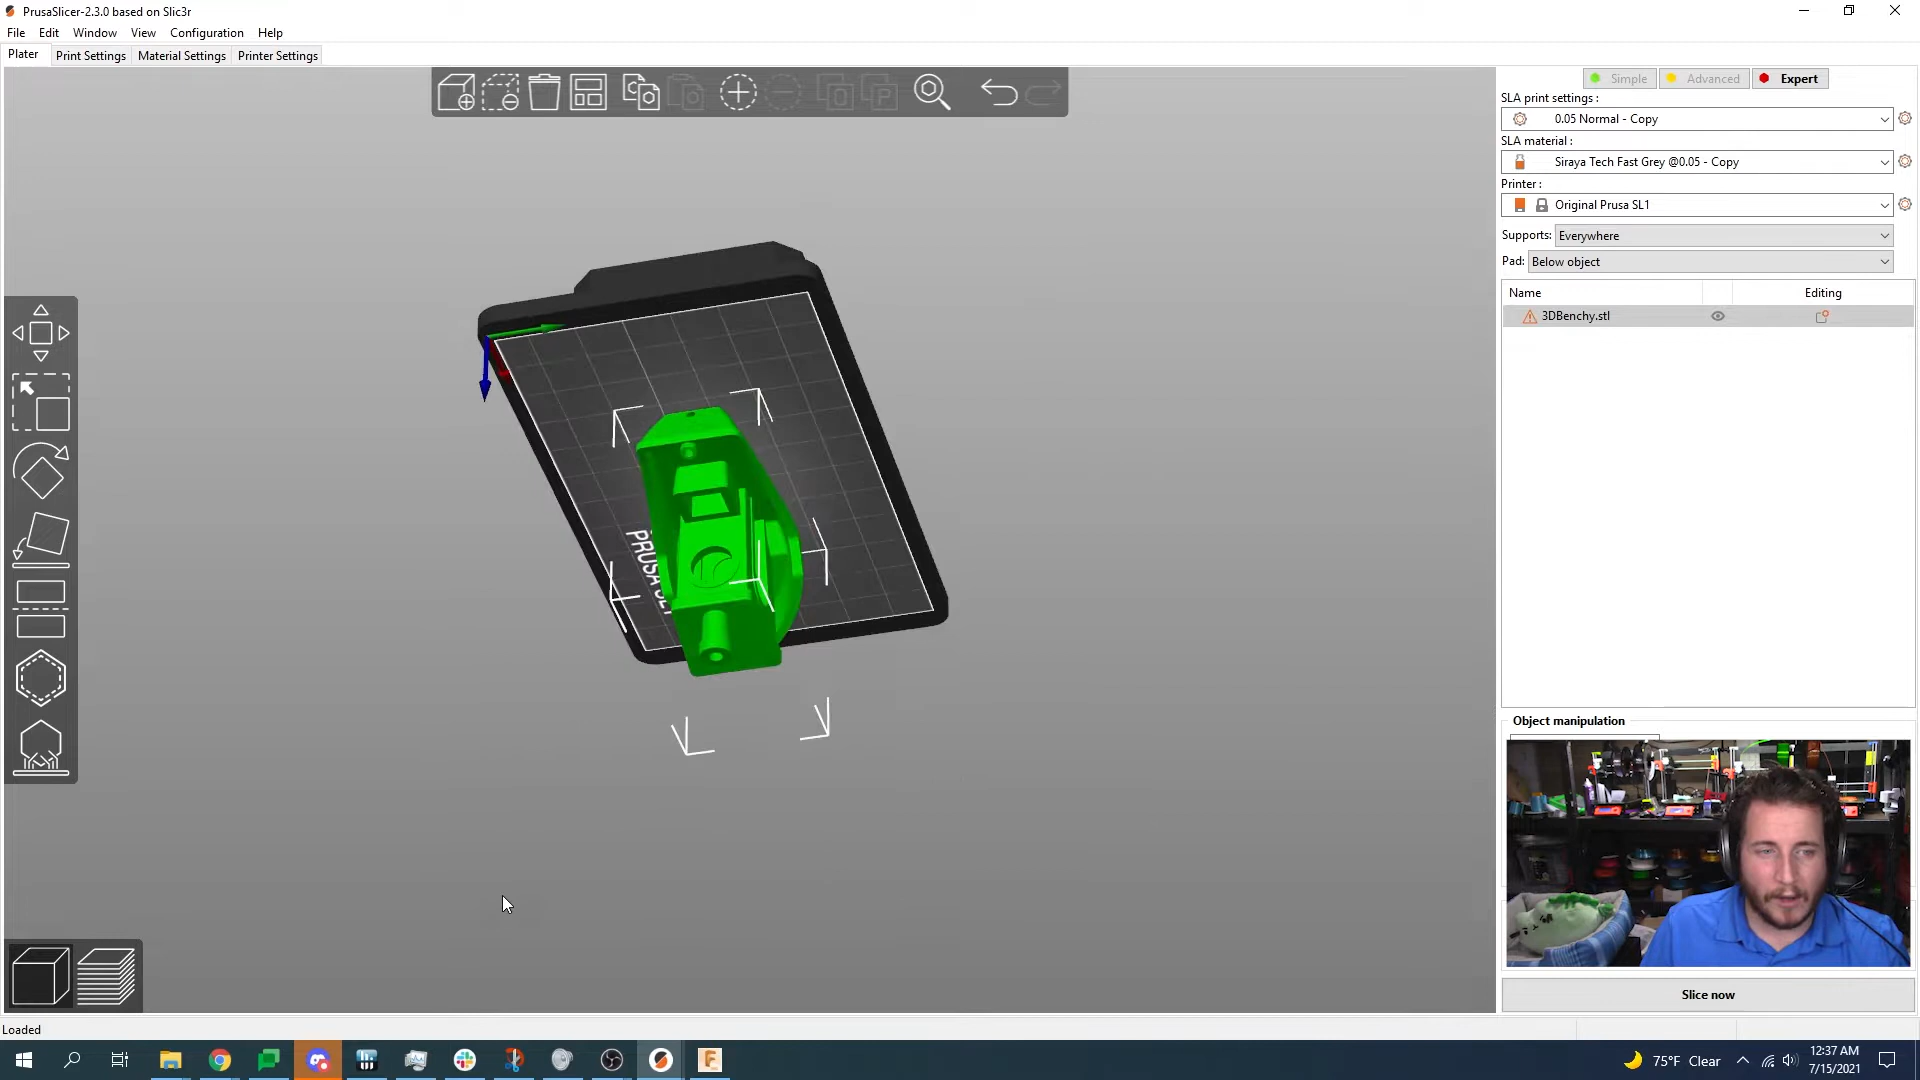 PrusaSlicer-2.3.0 based on Slic3r
File Edit Window View Configuration Help
Plater Print Settings Material Settings Printer Settings
Simple Advanced Expert
SLA print settings :
0.05 Normal - Copy
SLA material :
Siraya Tech Fast Grey @0.05 - Copy
Printer :
Original Prusa SL1
Supports: Everywhere
Pad: Below object
Name Editing
3DBenchy.stl
PRUSA
Object manipulation
Slice now
Loaded
75°F Clear
12:37 AM
7/15/2021